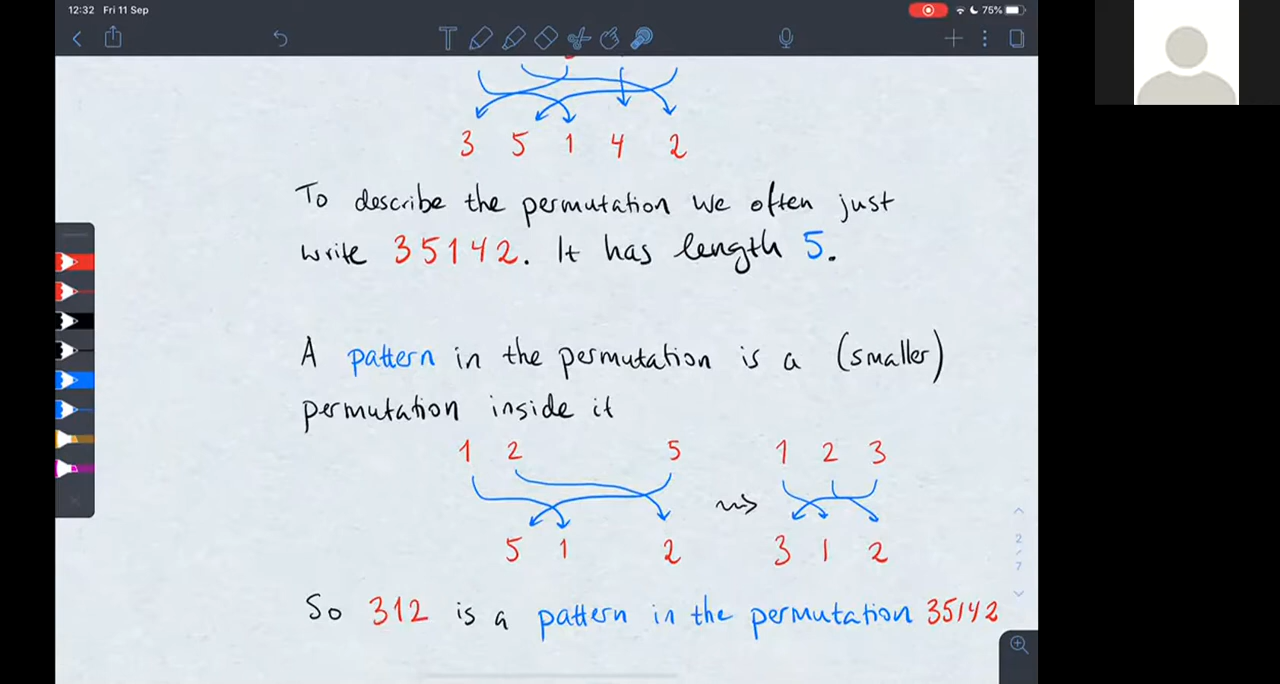 12:32 Fri 11 Sep
75%
T
3 5 1 4 2
To describe the permutation we often just
write 35142. It has length 5.
A pattern in the permutation is a (smaller)
permutation inside it
1 2 5 1 2 3
5 1 2 3 1 2
So 312 is a pattern in the permutation 35142
2
/
7